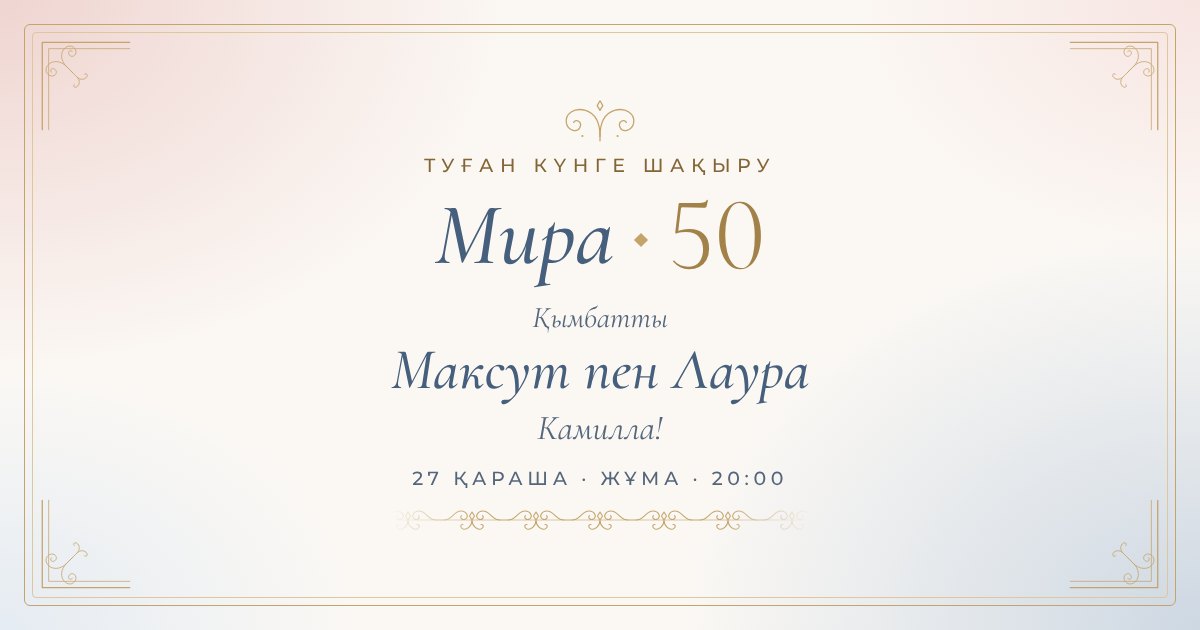 ТУҒАН КҮНГЕ ШАҚЫРУ
Мира ◆ 50
Қымбатты
Максут пен Лаура
Камилла!
27 ҚАРАША · ЖҰМА · 20:00